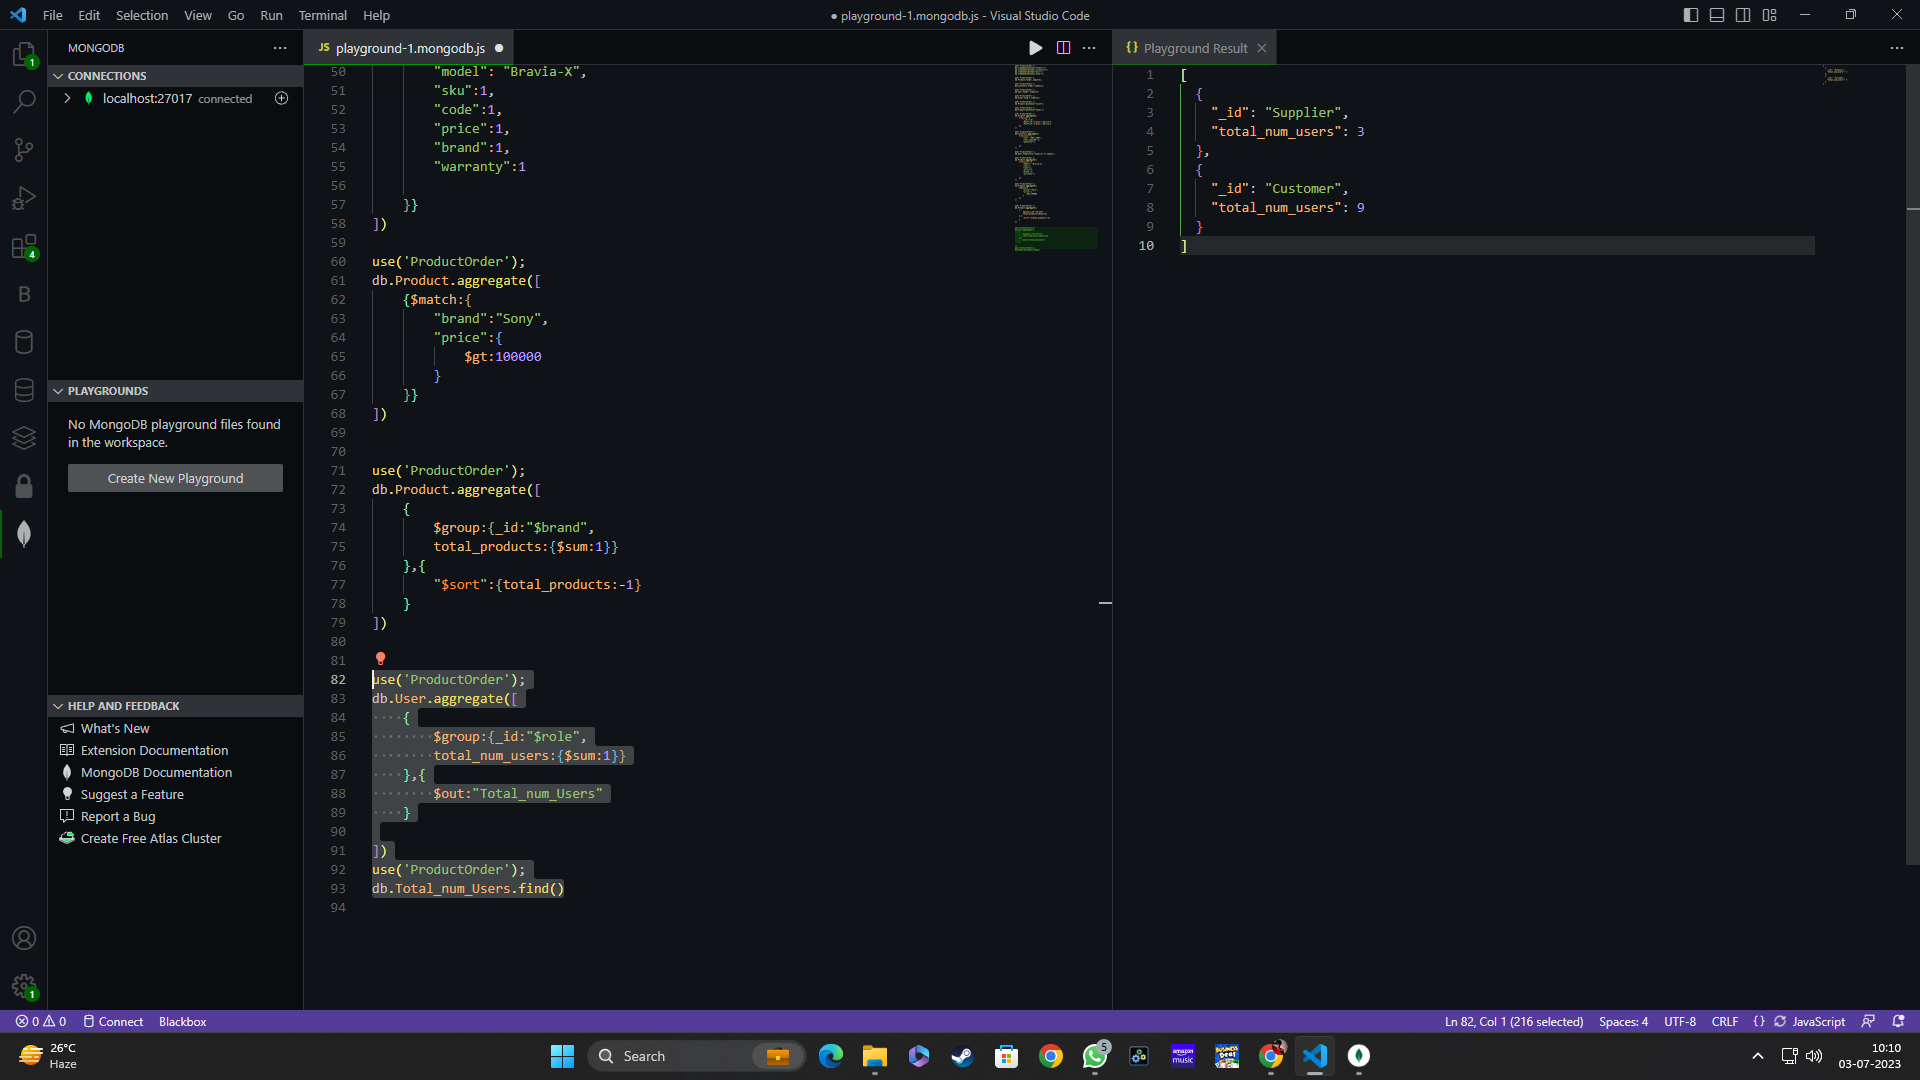 File Edit Selection View Go Run Terminal Help
● playground-1.mongodb.js - Visual Studio Code
MONGODB
CONNECTIONS
localhost:27017 connected
PLAYGROUNDS
No MongoDB playground files found
in the workspace.
Create New Playground
HELP AND FEEDBACK
What's New
Extension Documentation
MongoDB Documentation
Suggest a Feature
Report a Bug
Create Free Atlas Cluster
1
4
B
1
JS playground-1.mongodb.js
50 "model": "Bravia-X",
51 "sku":1,
52 "code":1,
53 "price":1,
54 "brand":1,
55 "warranty":1
56
57 }}
58 ])
59
60 use('ProductOrder');
61 db.Product.aggregate([
62 {$match:{
63 "brand":"Sony",
64 "price":{
65 $gt:100000
66 }
67 }}
68 ])
69
70
71 use('ProductOrder');
72 db.Product.aggregate([
73 {
74 $group:{_id:"$brand",
75 total_products:{$sum:1}}
76 },{
77 "$sort":{total_products:-1}
78 }
79 ])
80
81
82 use('ProductOrder');
83 db.User.aggregate([
84 {
85 $group:{_id:"$role",
86 total_num_users:{$sum:1}}
87 },{
88 $out:"Total_num_Users"
89 }
90
91 ])
92 use('ProductOrder');
93 db.Total_num_Users.find()
94
{} Playground Result
1 [
2 {
3 "_id": "Supplier",
4 "total_num_users": 3
5 },
6 {
7 "_id": "Customer",
8 "total_num_users": 9
9 }
10 ]
0 0 Connect Blackbox
Ln 82, Col 1 (216 selected) Spaces: 4 UTF-8 CRLF {} JavaScript
26°C
Haze
Search
5
amazon
music
10:10
03-07-2023